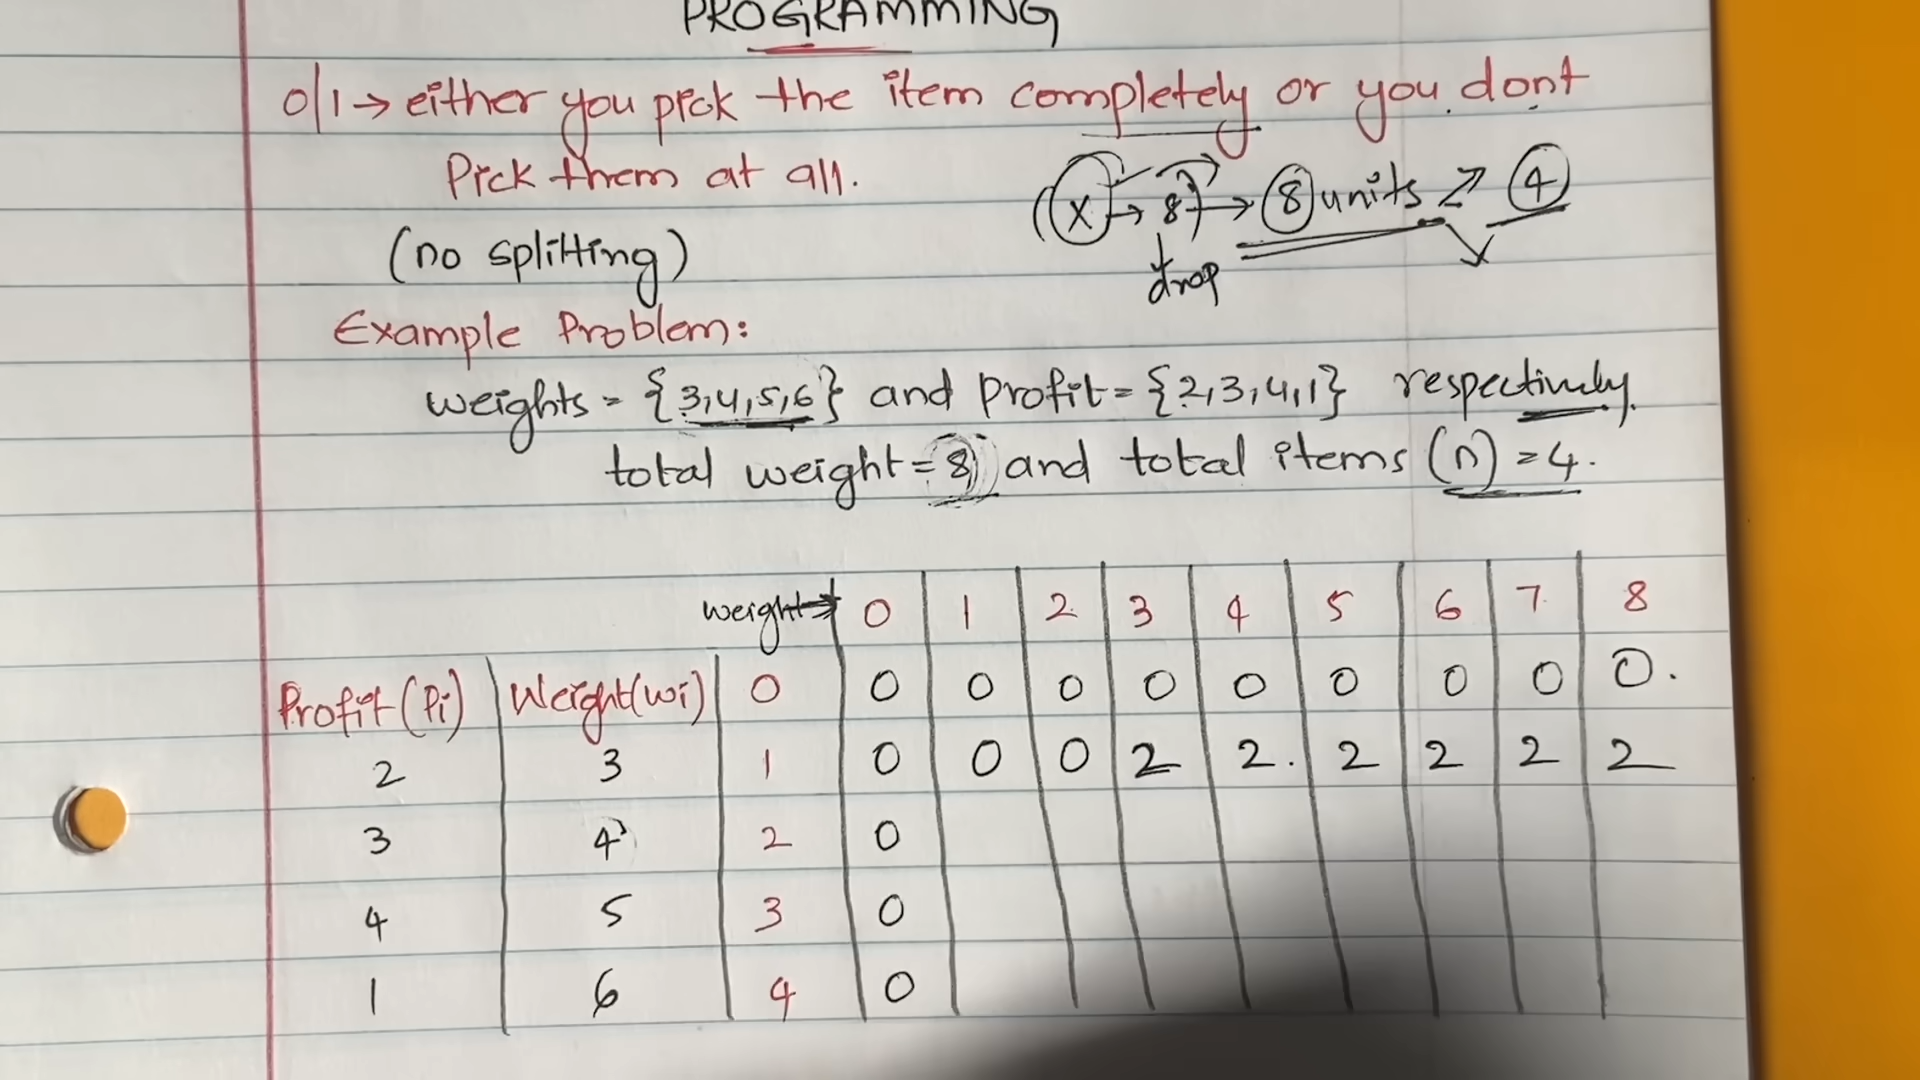 PROGRAMMING
0/1→ either you pick the item completely or you dont
Pick them at all.
(x → 8) → 8 units > 4
drop
(no splitting)
Example Problem:
weights = {3,4,5,6} and Profit = {2,3,4,1} respectively.
total weight = 8 and total items (n) = 4.
weight→ 0 1 2 3 4 5 6 7 8
Profit (Pi) Weight(wi) 0 0 0 0 0 0 0 0 0 0.
2 3 1 0 0 0 2 2. 2 2 2 2
3 4 2 0
4 5 3 0
1 6 4 0